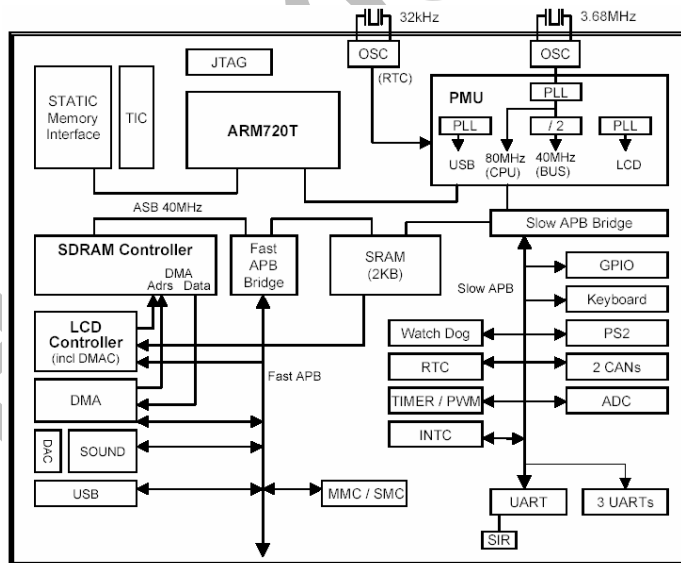 32kHz
3.68MHz
OSC
OSC
(RTC)
JTAG
STATIC
Memory
Interface
TIC
ARM720T
PMU
PLL
PLL
/ 2
PLL
USB
80MHz
(CPU)
40MHz
(BUS)
LCD
ASB 40MHz
Slow APB Bridge
SDRAM Controller
DMA
Adrs
Data
Fast
APB
Bridge
SRAM
(2KB)
Slow APB
GPIO
Keyboard
LCD
Controller
(incl DMAC)
Watch Dog
PS2
Fast APB
RTC
2 CANs
DMA
TIMER / PWM
ADC
DAC
SOUND
INTC
USB
MMC / SMC
UART
3 UARTs
SIR